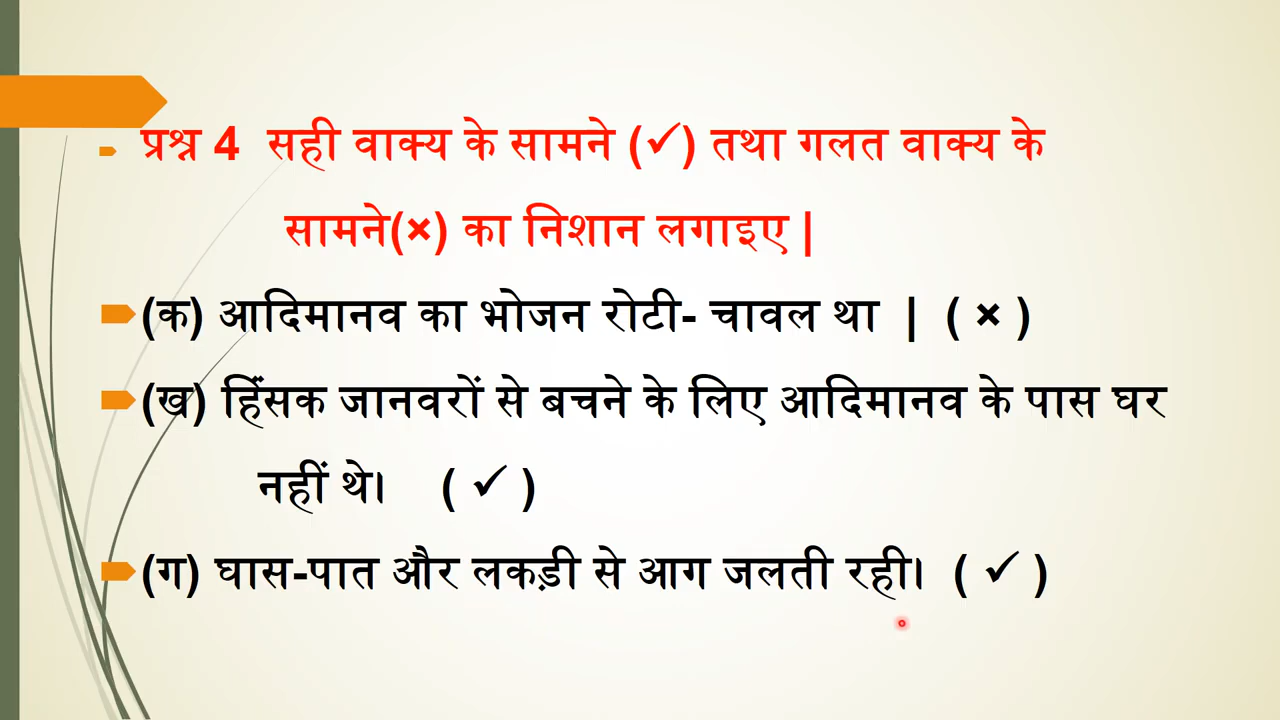 प्रश्न 4 सही वाक्य के सामने (✓) तथा गलत वाक्य के
सामने(×) का निशान लगाइए |
(क) आदिमानव का भोजन रोटी- चावल था | ( × )
(ख) हिंसक जानवरों से बचने के लिए आदिमानव के पास घर
नहीं थे। ( ✓ )
(ग) घास-पात और लकड़ी से आग जलती रही। ( ✓ )